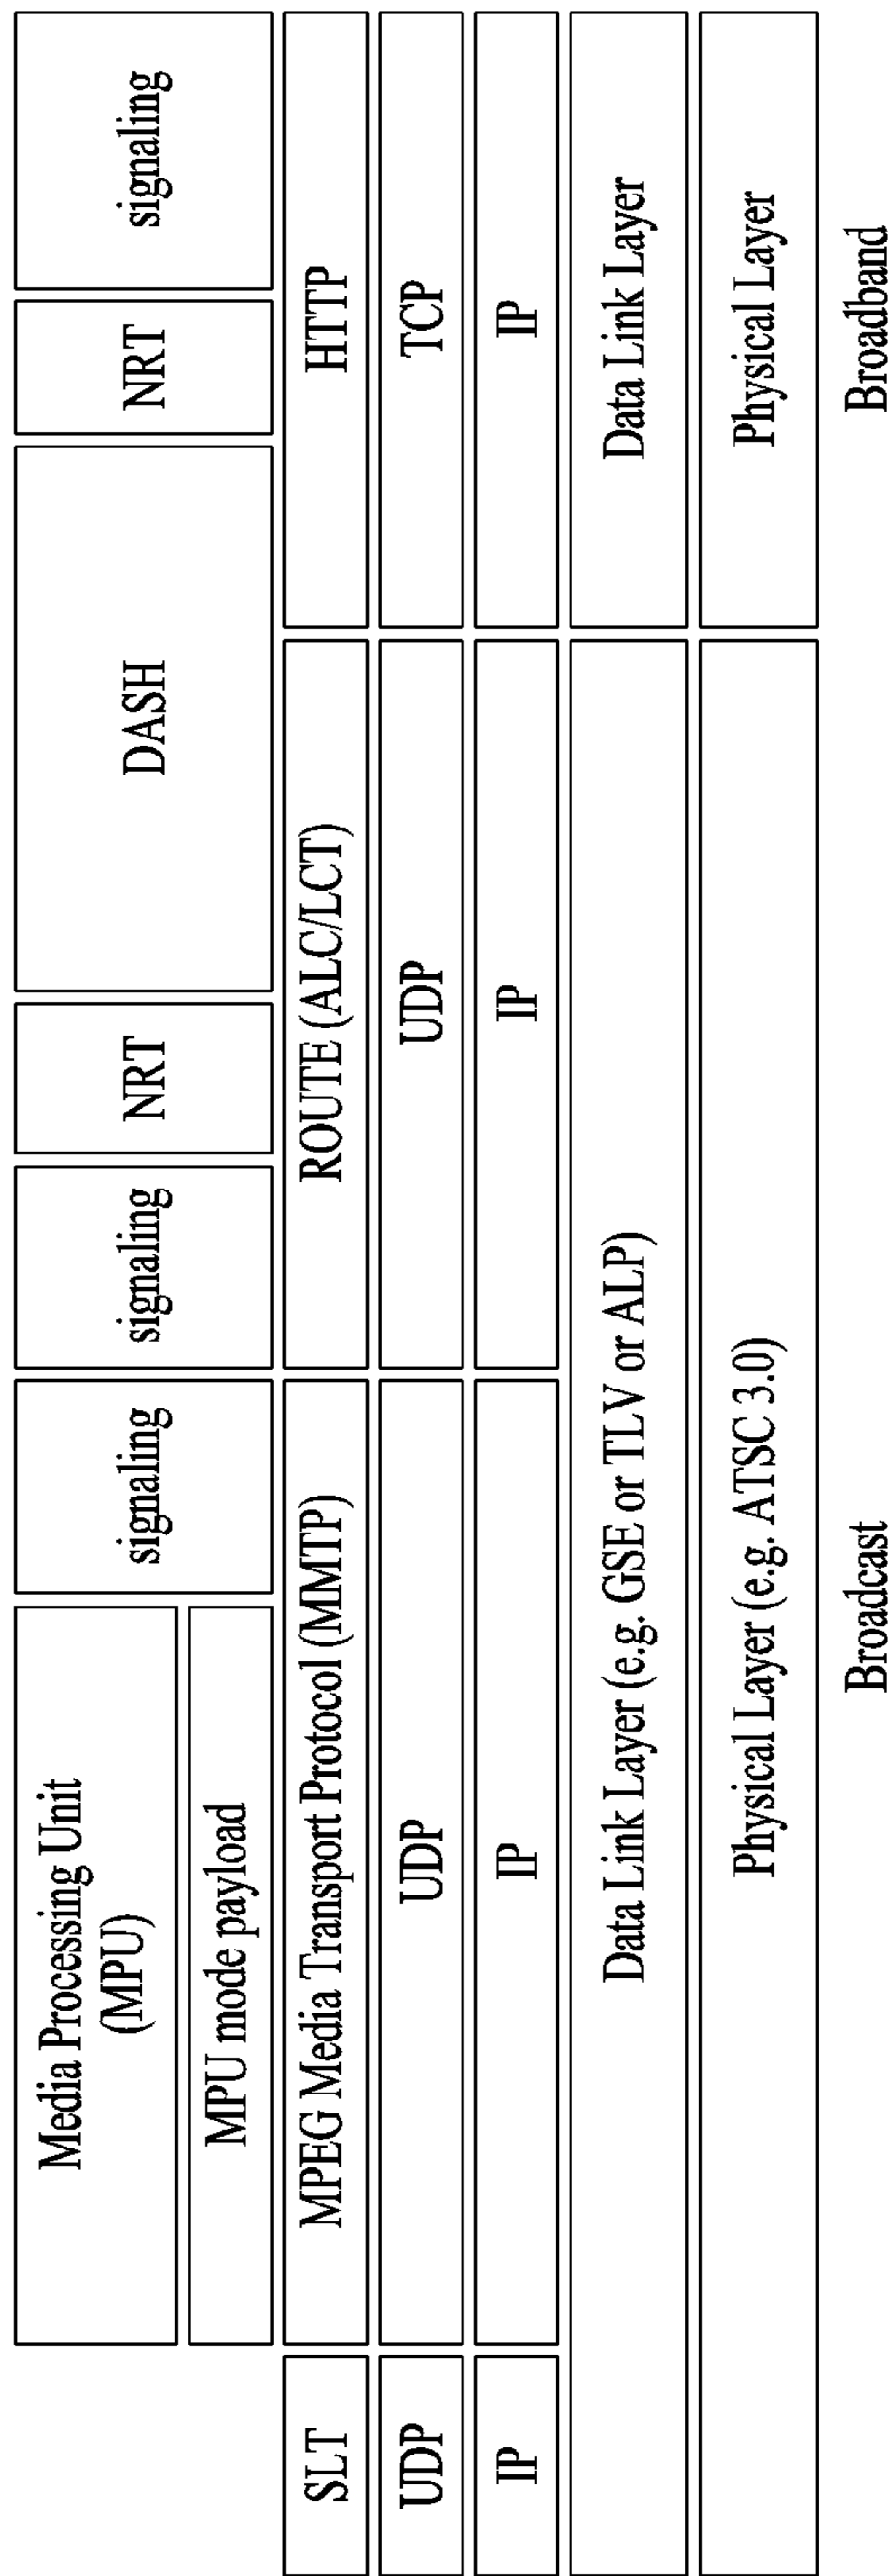 Media Processing Unit
(MPU)
signaling
signaling
NRT
DASH
NRT
signaling
MPU mode payload
SLT
MPEG Media Transport Protocol (MMTP)
ROUTE (ALC/LCT)
HTTP
UDP
UDP
UDP
TCP
IP
IP
IP
IP
Data Link Layer (e.g. GSE or TLV or ALP)
Data Link Layer
Physical Layer (e.g. ATSC 3.0)
Physical Layer
Broadcast
Broadband